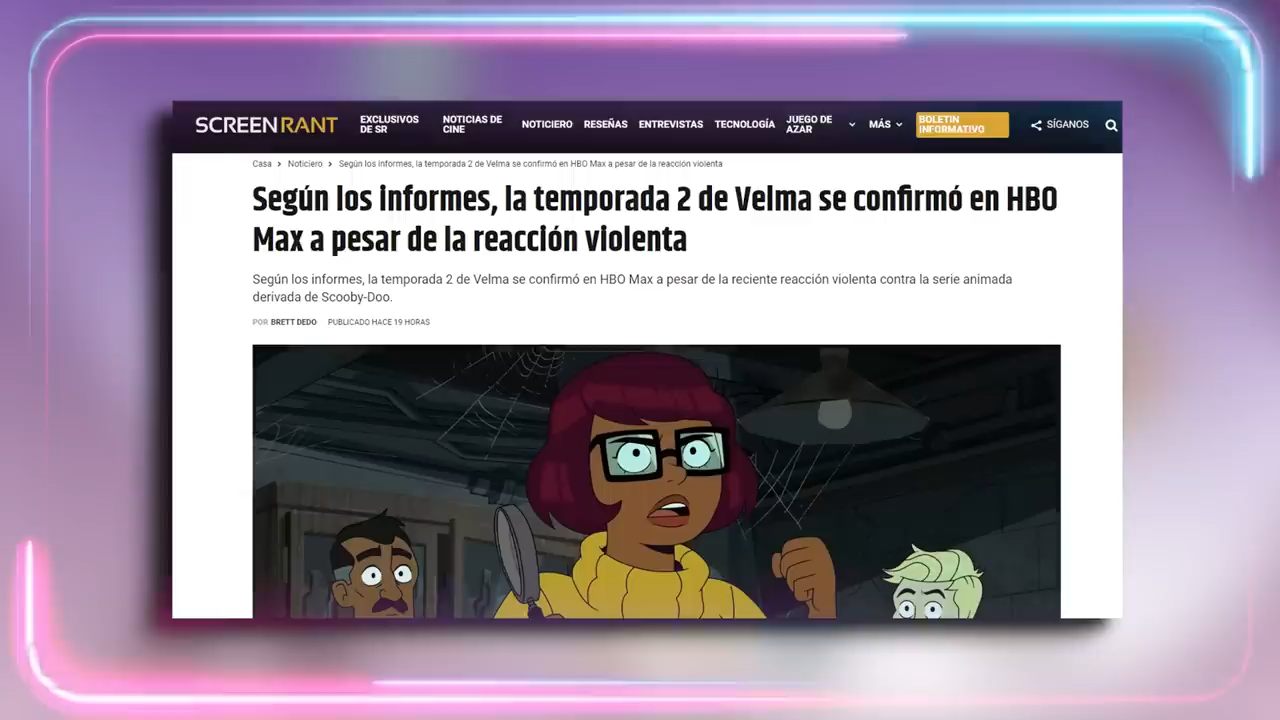 SCREENRANT
EXCLUSIVOS DE SR
NOTICIAS DE CINE
NOTICIERO
RESEÑAS
ENTREVISTAS
TECNOLOGÍA
JUEGO DE AZAR
MÁS
BOLETIN INFORMATIVO
SÍGANOS
Casa > Noticiero > Según los informes, la temporada 2 de Velma se confirmó en HBO Max a pesar de la reacción violenta
Según los informes, la temporada 2 de Velma se confirmó en HBO
Max a pesar de la reacción violenta
Según los informes, la temporada 2 de Velma se confirmó en HBO Max a pesar de la reciente reacción violenta contra la serie animada
derivada de Scooby-Doo.
POR BRETT DEDO PUBLICADO HACE 19 HORAS